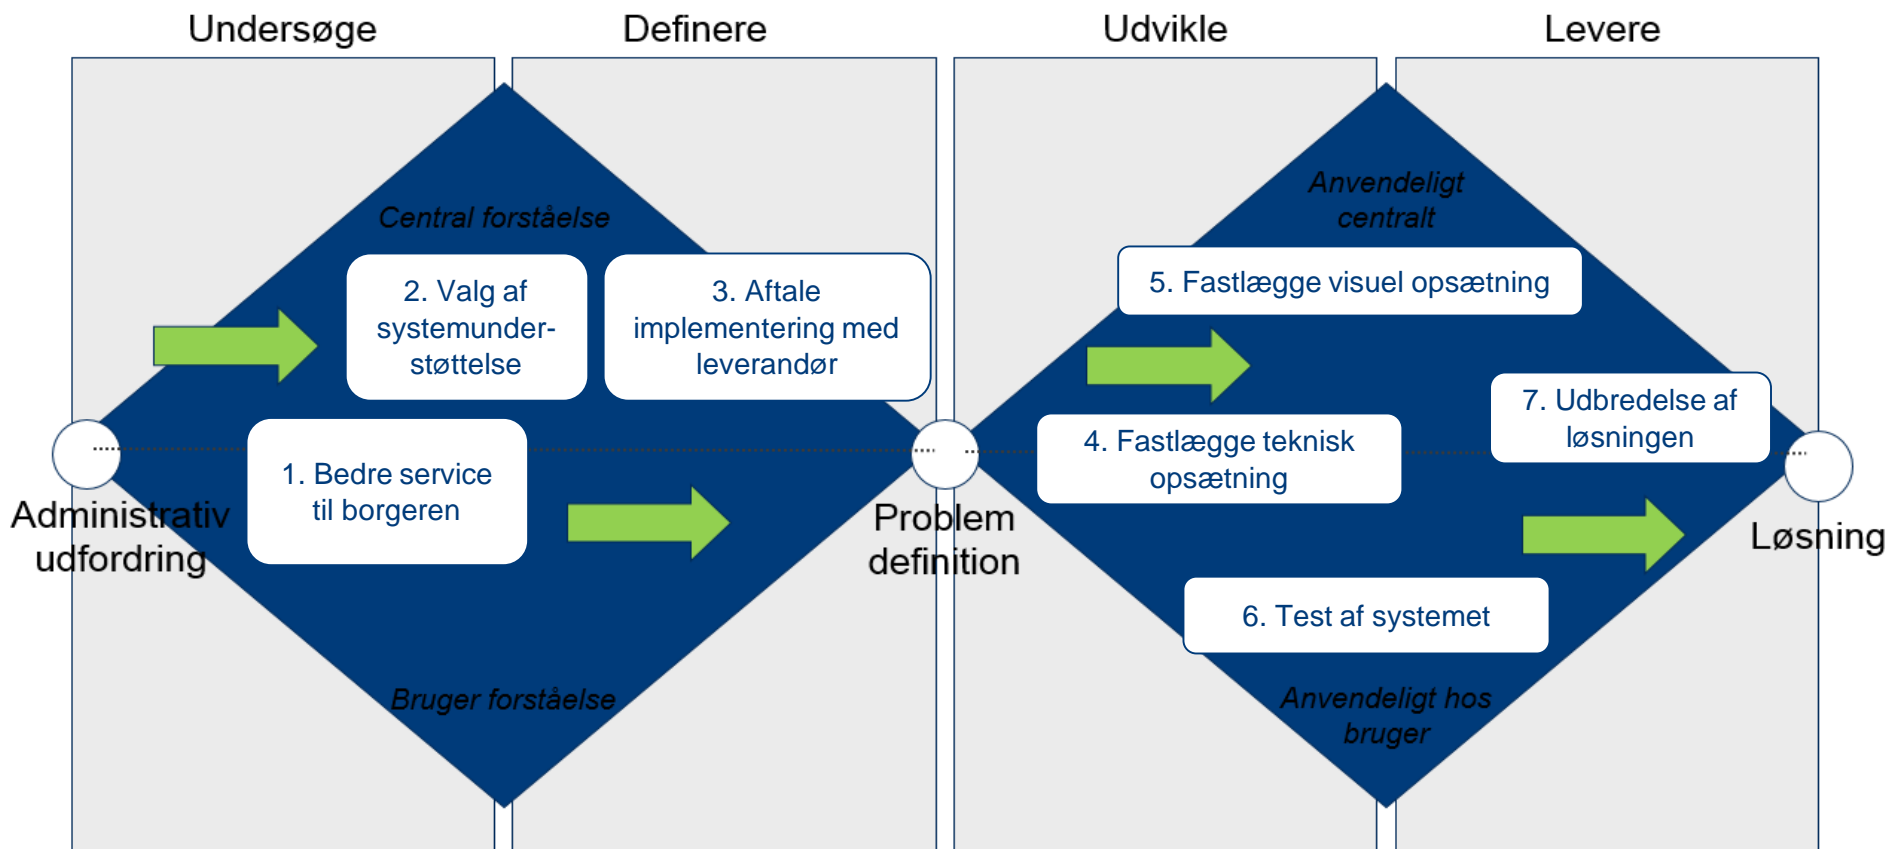 Undersøge
Definere
Udvikle
Levere
Central forståelse
2. Valg af
systemunder-
støttelse
3. Aftale
implementering med
leverandør
1. Bedre service
til borgeren
Administrativ
udfordring
Bruger forståelse
Problem
definition
Anvendeligt
centralt
5. Fastlægge visuel opsætning
4. Fastlægge teknisk
opsætning
7. Udbredelse af
løsningen
6. Test af systemet
Anvendeligt hos
bruger
Løsning